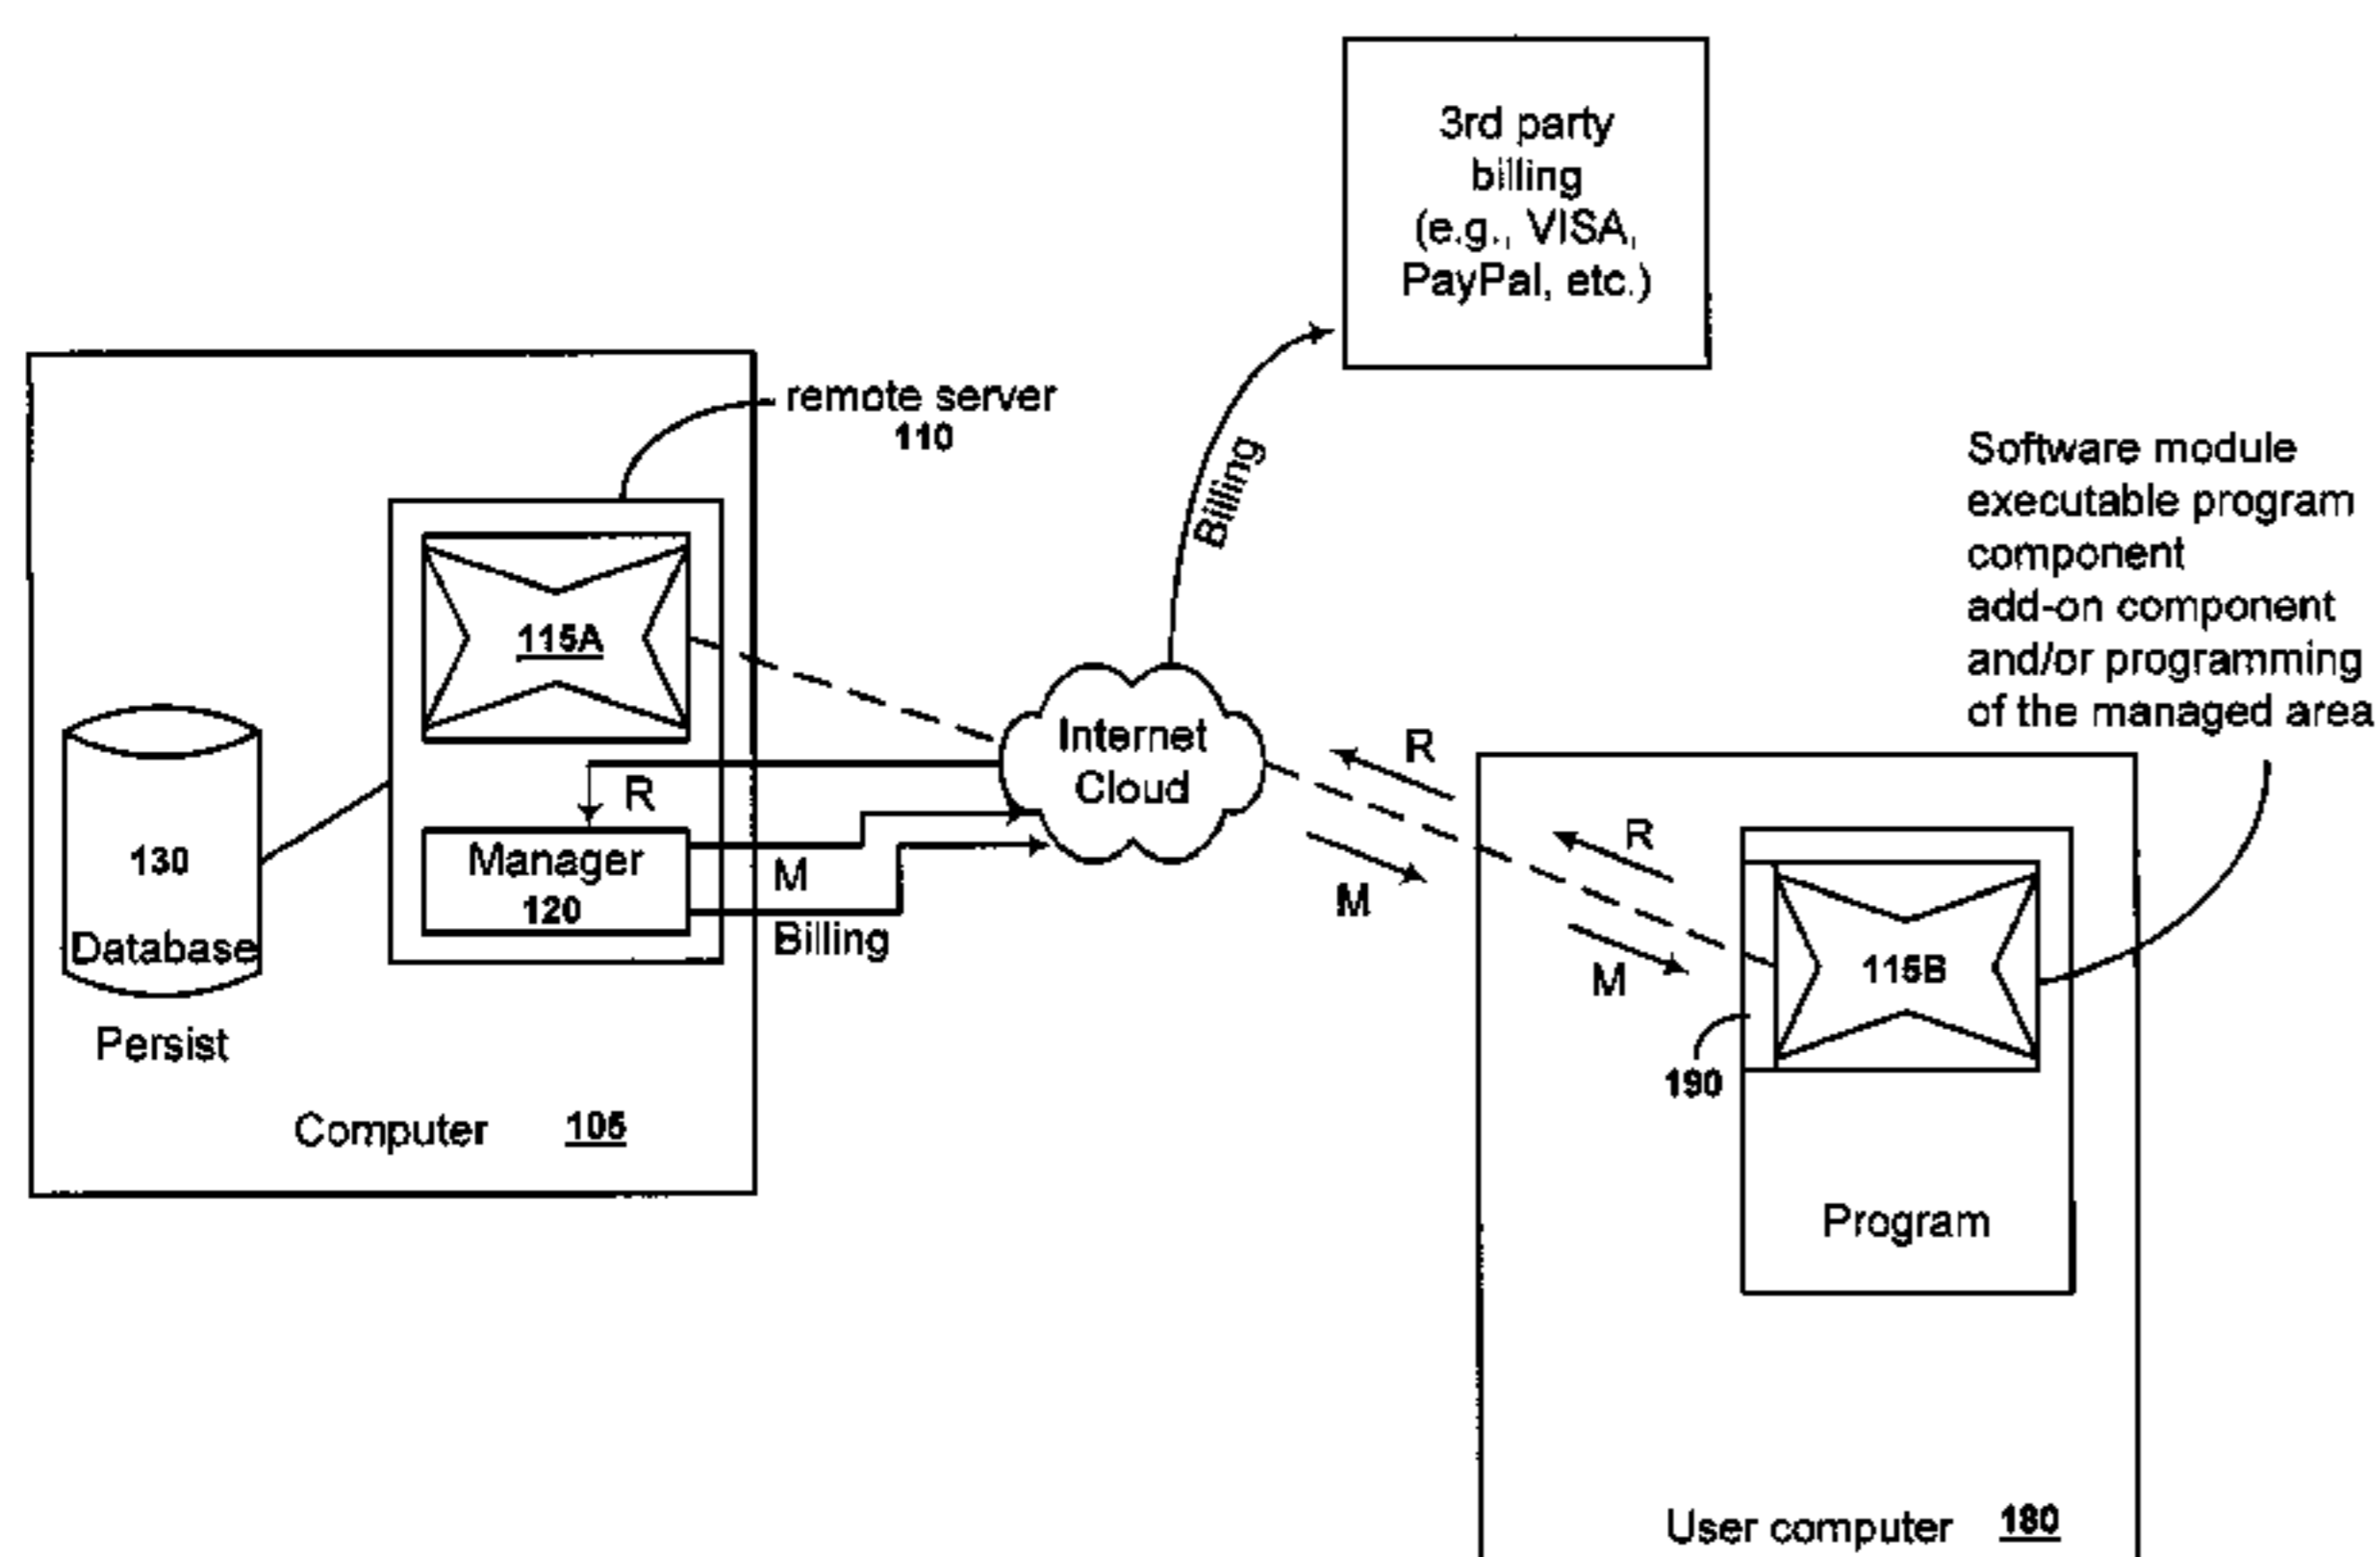 3rd party
billing
(e.g., VISA,
PayPal, etc.)
remote server
110
Billing
Software module
executable program
component
add-on component
and/or programming
of the managed area
115A
Internet
Cloud
R
R
R
Manager
120
M
Billing
M
M
130
Database
Persist
115B
190
Computer 105
Program
User computer 180